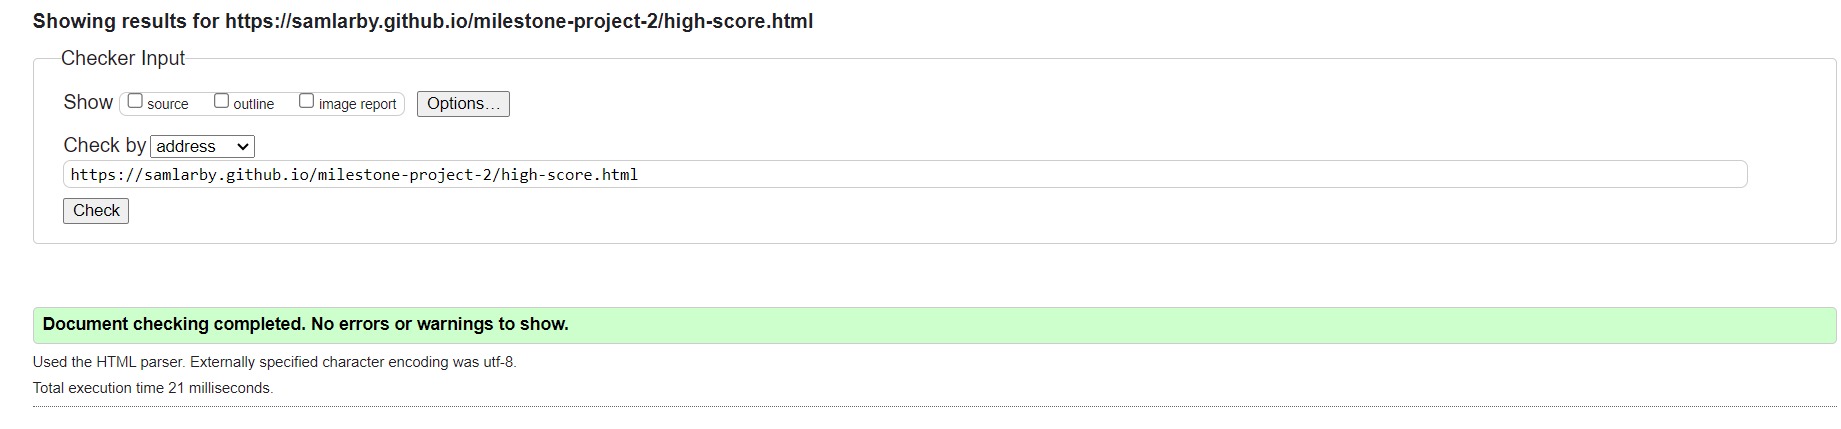 Showing results for https://samlarby.github.io/milestone-project-2/high-score.html
Checker Input
Show source outline image report Options...
Check by address
https://samlarby.github.io/milestone-project-2/high-score.html
Check
Document checking completed. No errors or warnings to show.
Used the HTML parser. Externally specified character encoding was utf-8.
Total execution time 21 milliseconds.